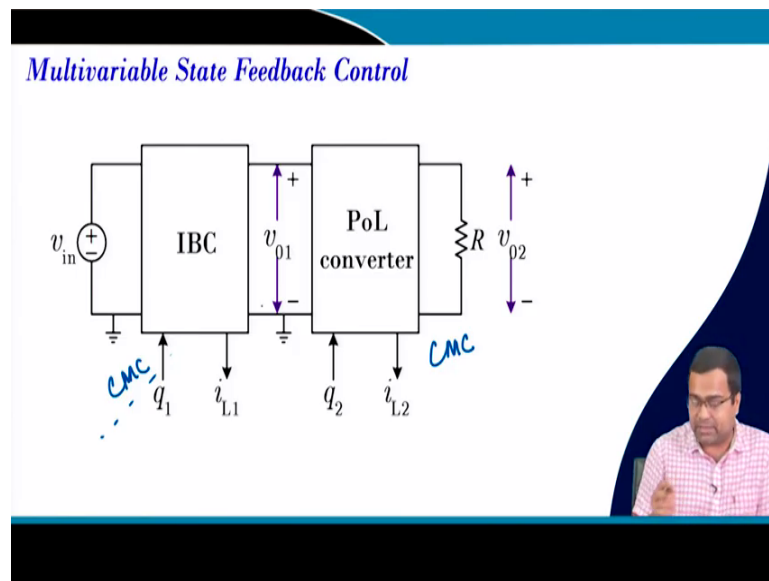 Multivariable State Feedback Control
v_in
IBC
v_01
PoL
converter
R
v_02
+
−
+
−
+
−
CMC
CMC
q_1
i_L1
q_2
i_L2